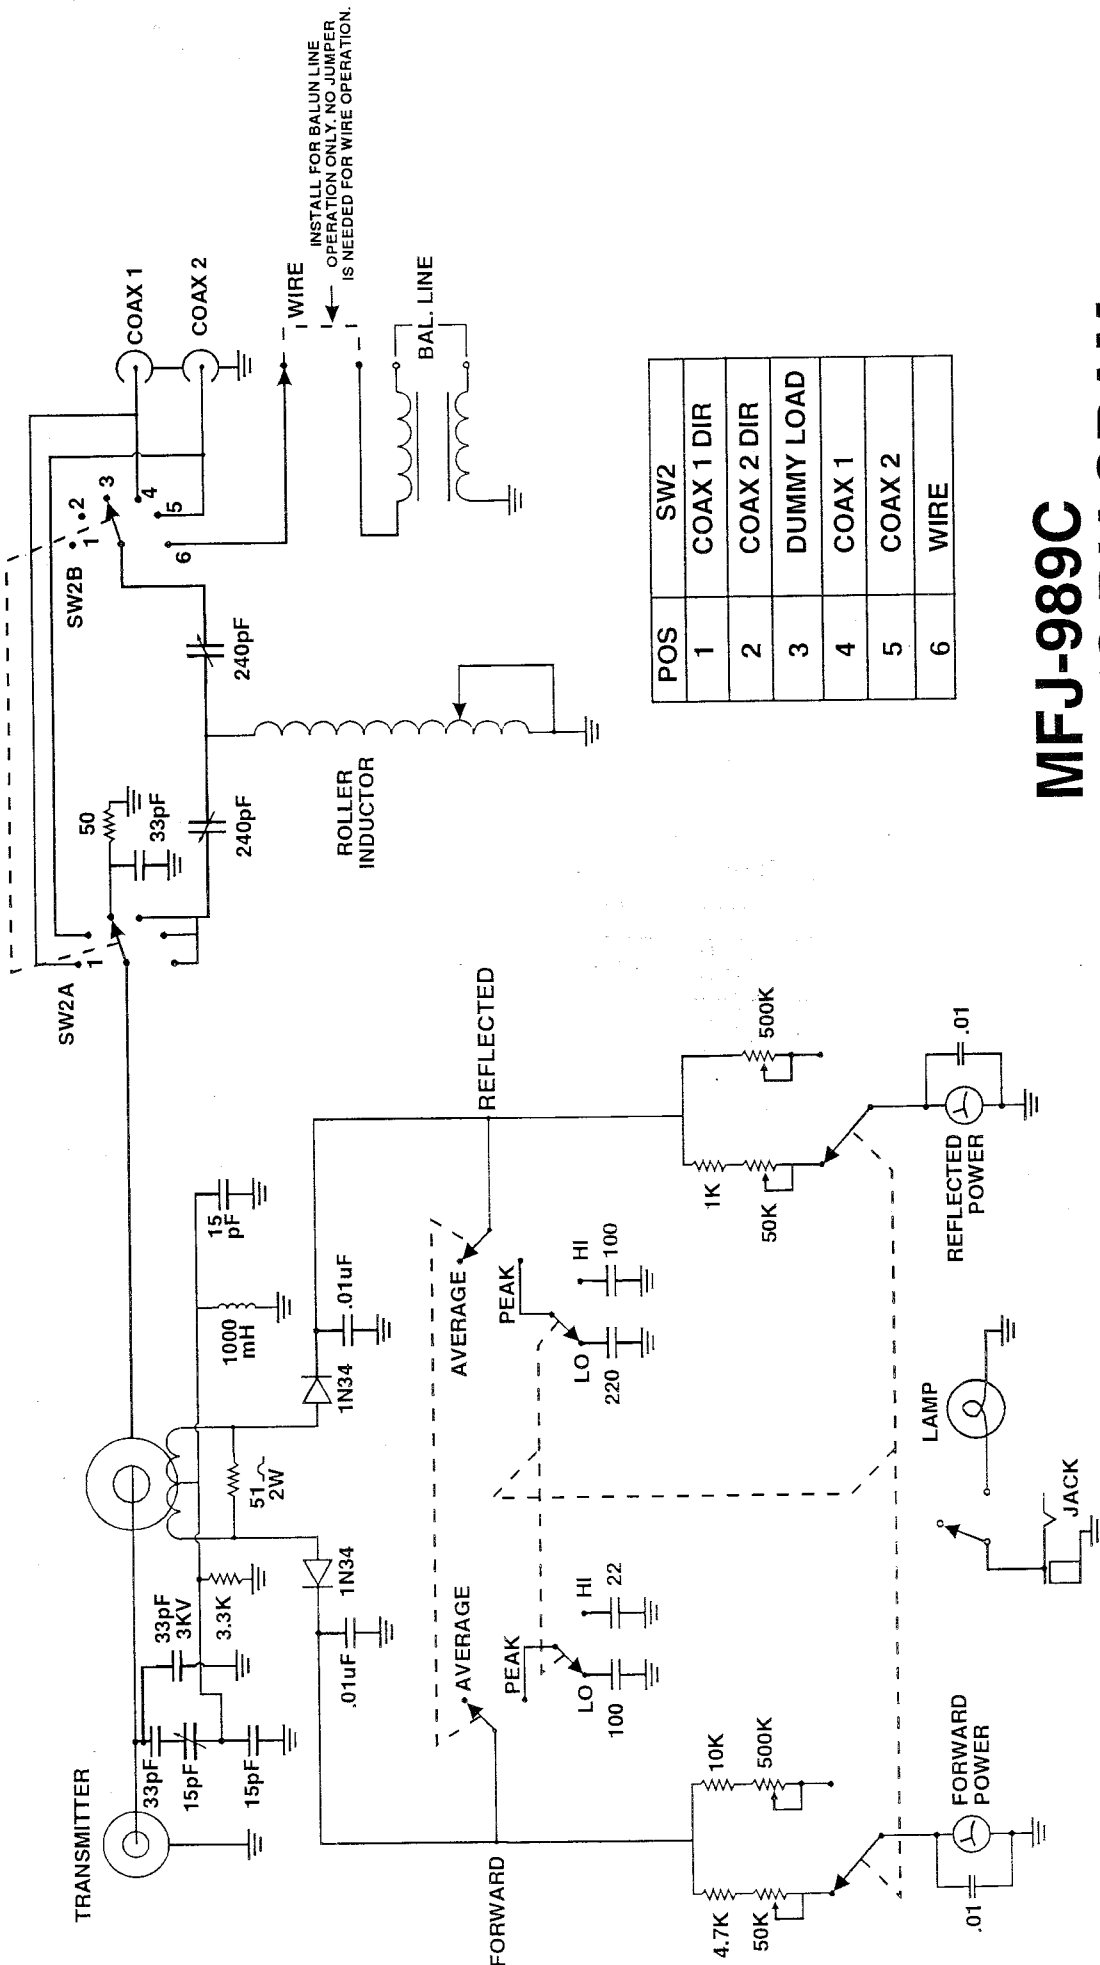 TRANSMITTER
33pF
15pF
15pF
33pF
3KV
3.3K
51
2W
1000
mH
15
pF
1N34
1N34
.01uF
.01uF
SW2A
1
50
33pF
240pF
ROLLER
INDUCTOR
240pF
SW2B
1
2
3
4
5
6
COAX 1
COAX 2
WIRE
INSTALL FOR BALUN LINE
OPERATION ONLY. NO JUMPER
IS NEEDED FOR WIRE OPERATION.
BAL. LINE
FORWARD
AVERAGE
PEAK
LO
HI
100
22
AVERAGE
PEAK
LO
HI
220
100
REFLECTED
4.7K
50K
10K
500K
.01
FORWARD
POWER
1K
50K
500K
REFLECTED
POWER
.01
LAMP
JACK
POS SW2
1 COAX 1 DIR
2 COAX 2 DIR
3 DUMMY LOAD
4 COAX 1
5 COAX 2
6 WIRE
MFJ-989C